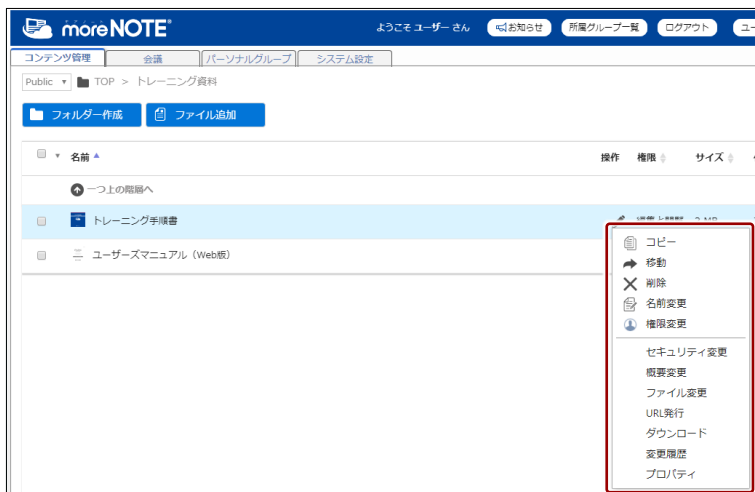 moreNOTE
ようこそ ユーザー さん
お知らせ
所属グループ一覧
ログアウト
コンテンツ管理
会議
パーソナルグループ
システム設定
Public
TOP > トレーニング資料
フォルダー作成
ファイル追加
名前 操作 権限 サイズ
一つ上の階層へ
トレーニング手順書
ユーザーズマニュアル（Web版）
コピー
移動
削除
名前変更
権限変更
セキュリティ変更
概要変更
ファイル変更
URL発行
ダウンロード
変更履歴
プロパティ